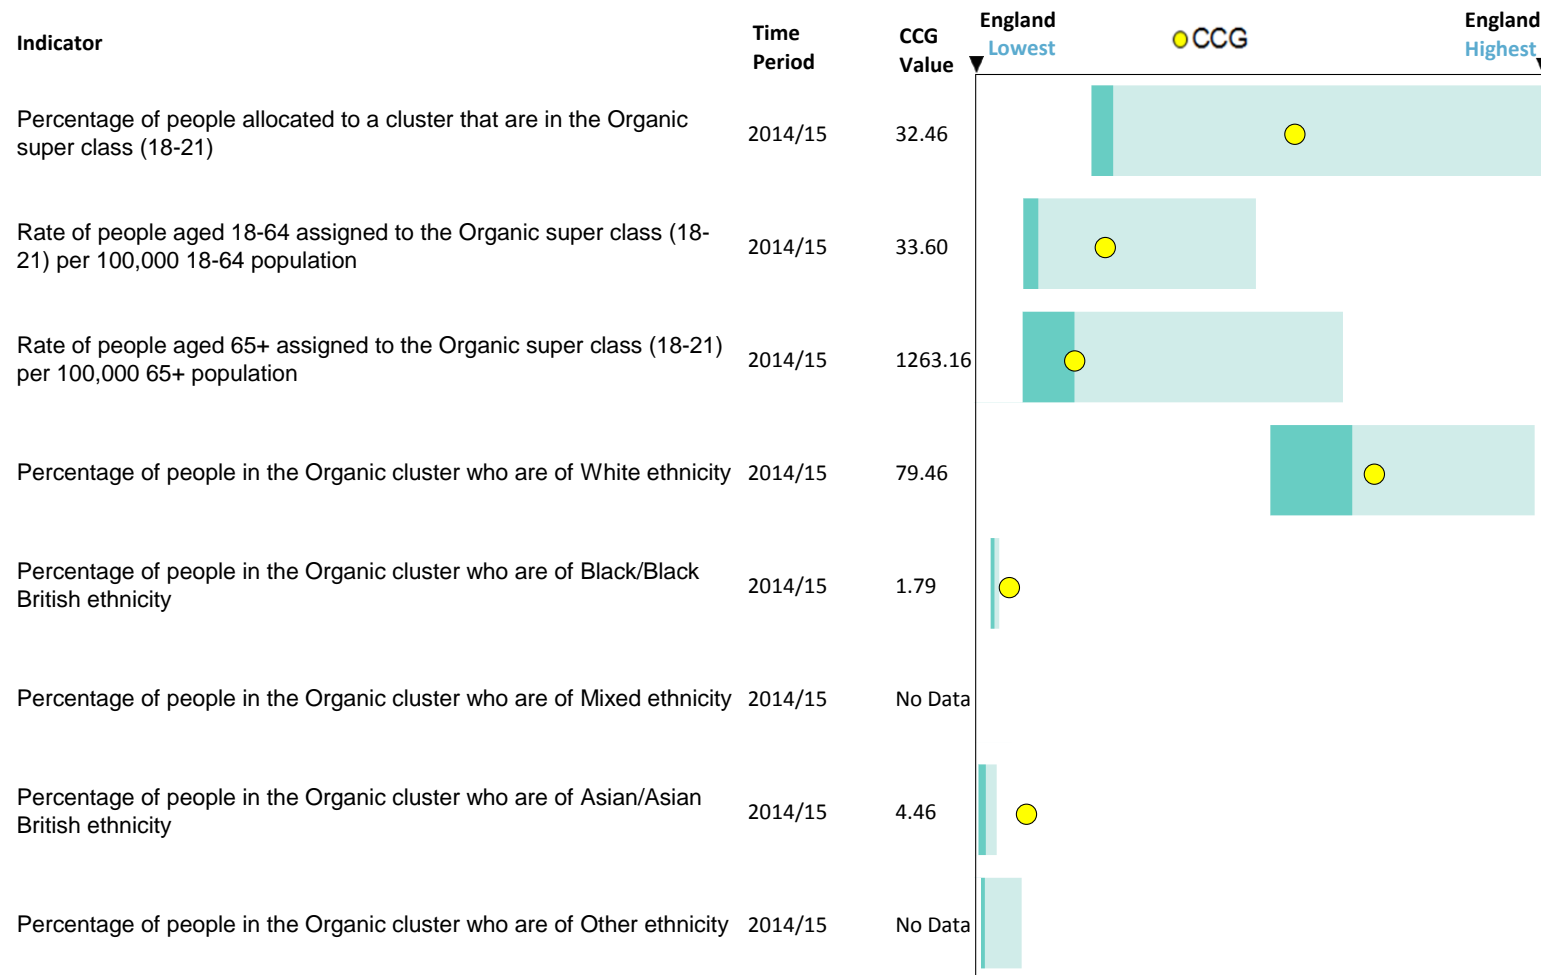 Indicator
Time
Period
CCG
Value
England
Lowest
CCG
England
Highest
Percentage of people allocated to a cluster that are in the Organic
super class (18-21)
2014/15
32.46
Rate of people aged 18-64 assigned to the Organic super class (18-
21) per 100,000 18-64 population
2014/15
33.60
Rate of people aged 65+ assigned to the Organic super class (18-21)
per 100,000 65+ population
2014/15
1263.16
Percentage of people in the Organic cluster who are of White ethnicity
2014/15
79.46
Percentage of people in the Organic cluster who are of Black/Black
British ethnicity
2014/15
1.79
Percentage of people in the Organic cluster who are of Mixed ethnicity
2014/15
No Data
Percentage of people in the Organic cluster who are of Asian/Asian
British ethnicity
2014/15
4.46
Percentage of people in the Organic cluster who are of Other ethnicity
2014/15
No Data